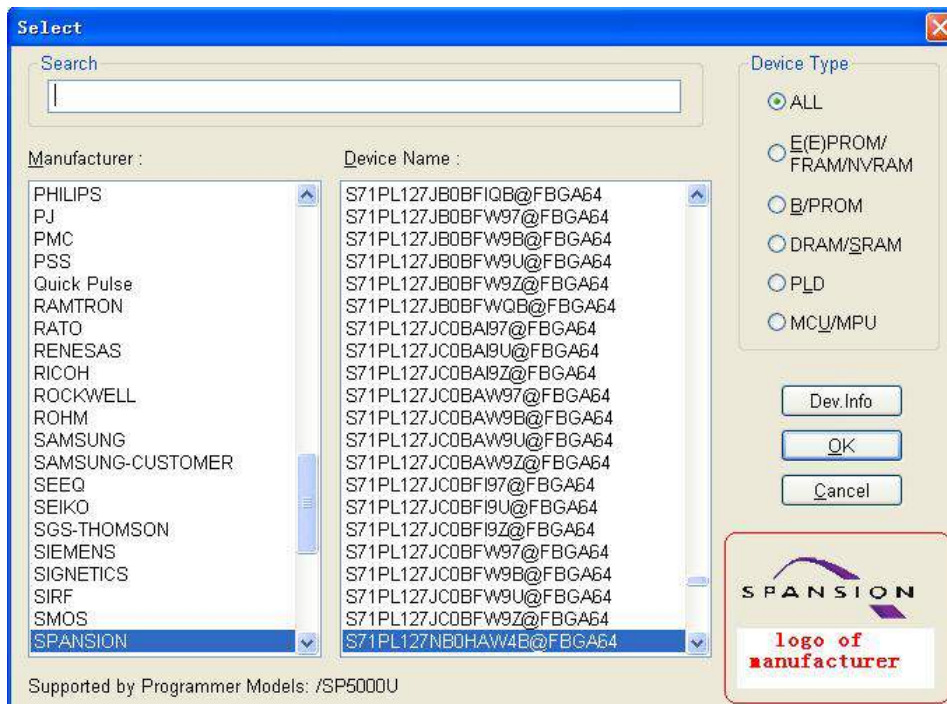 Select
Search
Manufacturer :
PHILIPS
PJ
PMC
PSS
Quick Pulse
RAMTRON
RATO
RENESAS
RICOH
ROCKWELL
ROHM
SAMSUNG
SAMSUNG-CUSTOMER
SEEQ
SEIKO
SGS-THOMSON
SIEMENS
SIGNETICS
SIRF
SMOS
SPANSION
Device Name :
S71PL127JB0BFIQB@FBGA64
S71PL127JB0BFW97@FBGA64
S71PL127JB0BFW9B@FBGA64
S71PL127JB0BFW9U@FBGA64
S71PL127JB0BFW9Z@FBGA64
S71PL127JB0BFWQB@FBGA64
S71PL127JC0BAI97@FBGA64
S71PL127JC0BAI9U@FBGA64
S71PL127JC0BAI9Z@FBGA64
S71PL127JC0BAW97@FBGA64
S71PL127JC0BAW9B@FBGA64
S71PL127JC0BAW9U@FBGA64
S71PL127JC0BAW9Z@FBGA64
S71PL127JC0BFI97@FBGA64
S71PL127JC0BFI9U@FBGA64
S71PL127JC0BFI9Z@FBGA64
S71PL127JC0BFW97@FBGA64
S71PL127JC0BFW9B@FBGA64
S71PL127JC0BFW9U@FBGA64
S71PL127JC0BFW9Z@FBGA64
S71PL127NB0HAW4B@FBGA64
Device Type
ALL
E(E)PROM/
FRAM/NVRAM
B/PROM
DRAM/SRAM
PLD
MCU/MPU
Dev.Info
OK
Cancel
SPANSION
logo of
manufacturer
Supported by Programmer Models: /SP5000U